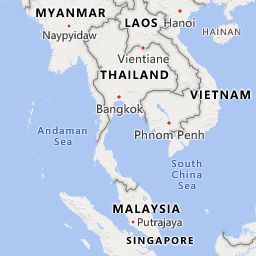 MYANMAR
LAOS
Hanoi
Naypyidaw
HAINAN
Vientiane
THAILAND
VIETNAM
Bangkok
Andaman
Sea
Phnom Penh
South
China Sea
MALAYSIA
Putrajaya
SINGAPORE